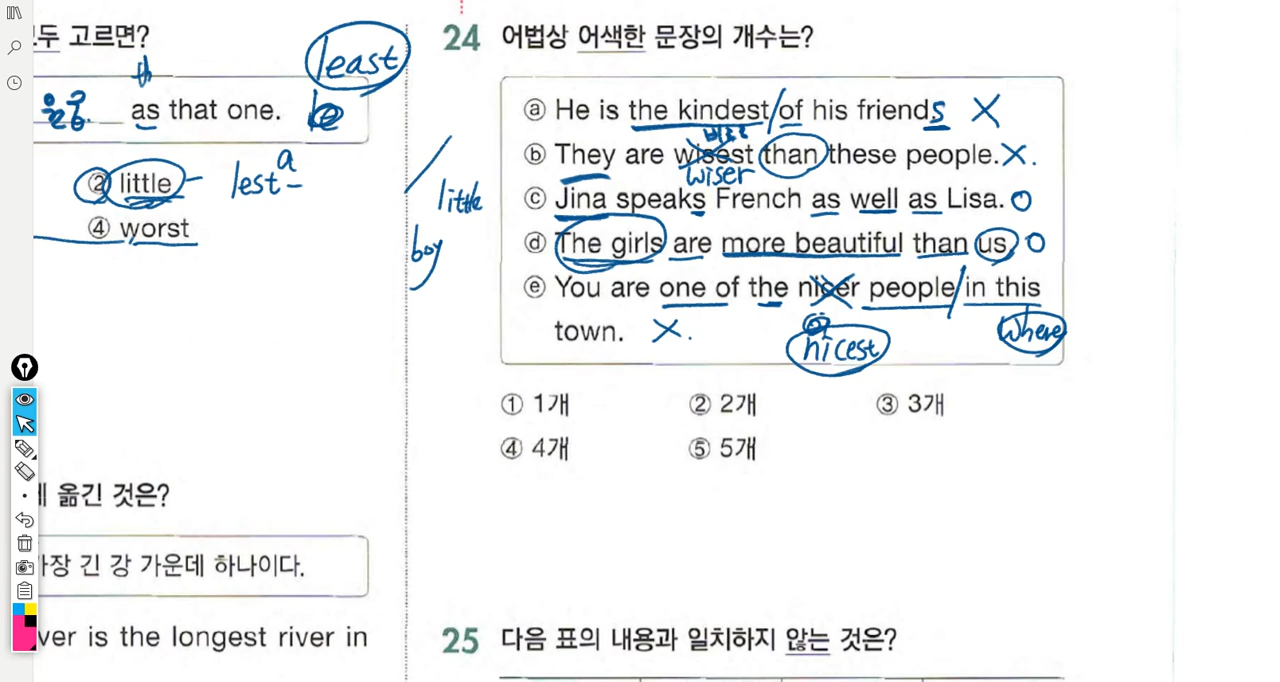 모두 고르면?
th
least
as that one.
② little
lest
a
④ worst
little
boy
게 옮긴 것은?
가장 긴 강 가운데 하나이다.
ver is the longest river in
24 어법상 어색한 문장의 개수는?
ⓐ He is the kindest / of his friends X
비교
ⓑ They are wisest than these people. X.
wiser
ⓒ Jina speaks French as well as Lisa. O
ⓓ The girls are more beautiful than us. O
ⓔ You are one of the nicer people / in this
town. X.
nicest
where
① 1개 ② 2개 ③ 3개
④ 4개 ⑤ 5개
25 다음 표의 내용과 일치하지 않는 것은?